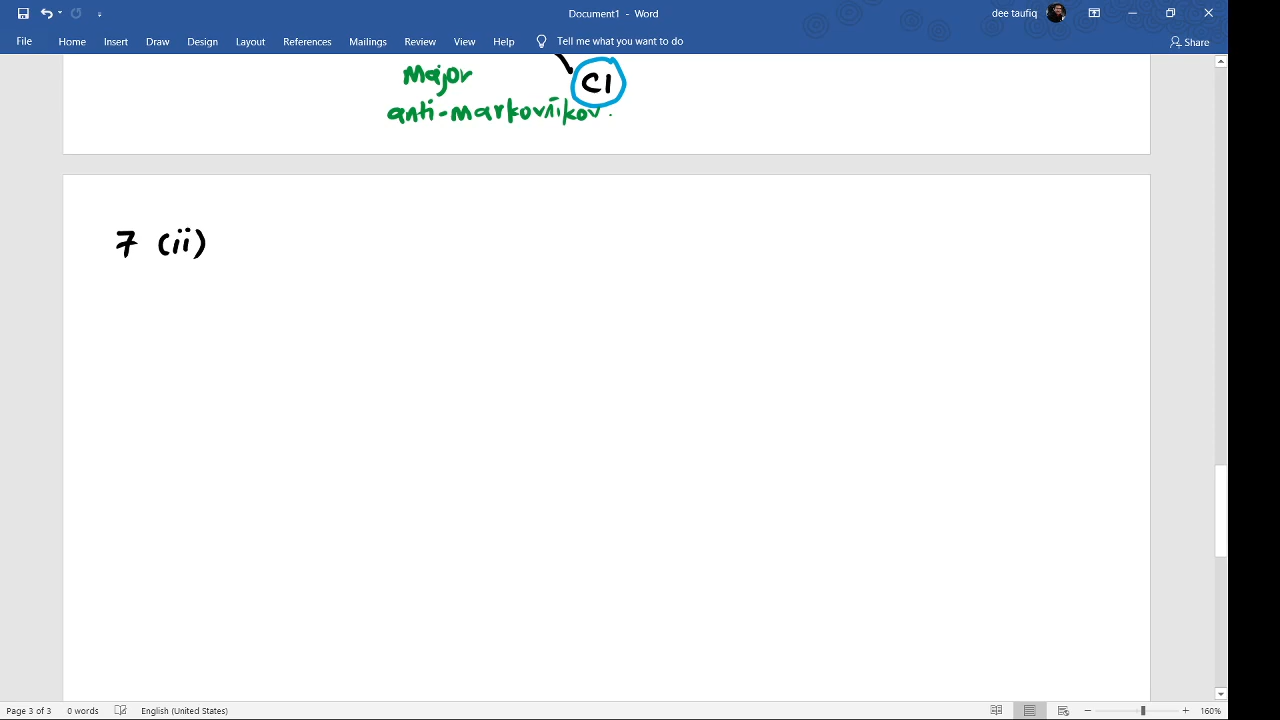 Document1 - Word
dee taufiq
File Home Insert Draw Design Layout References Mailings Review View Help Tell me what you want to do Share
Major
Cl
anti-markovnikov.
7 (ii)
Page 3 of 3 0 words English (United States) 160%